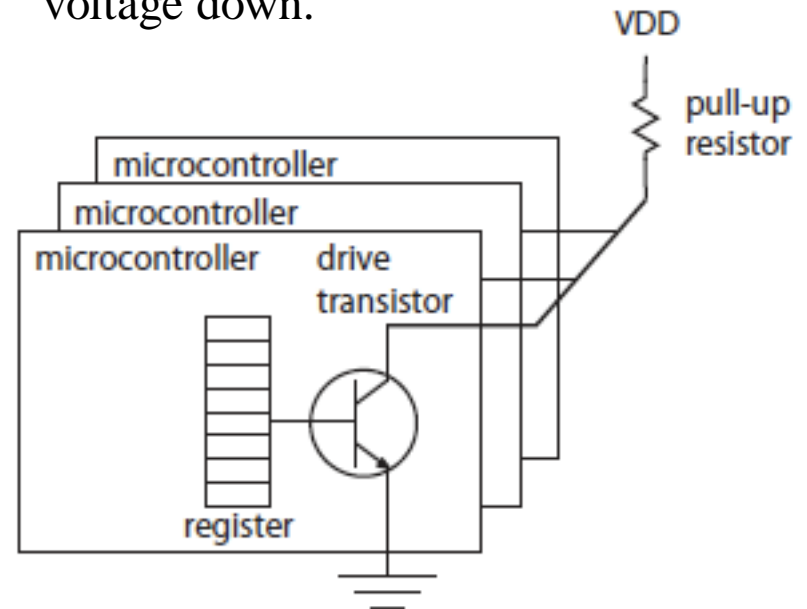 voltage down.
VDD
pull-up
resistor
microcontroller
microcontroller
microcontroller
drive
transistor
register